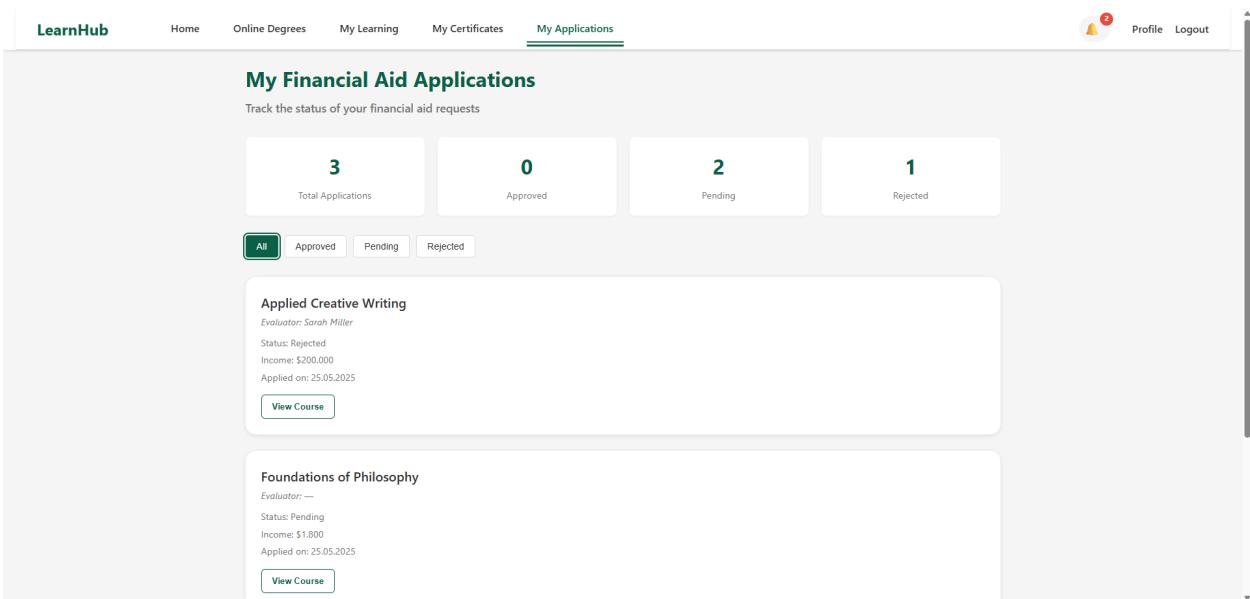 LearnHub
Home
Online Degrees
My Learning
My Certificates
My Applications
2
Profile
Logout
My Financial Aid Applications
Track the status of your financial aid requests
3
Total Applications
0
Approved
2
Pending
1
Rejected
All
Approved
Pending
Rejected
Applied Creative Writing
Evaluator: Sarah Miller
Status: Rejected
Income: $200.000
Applied on: 25.05.2025
View Course
Foundations of Philosophy
Evaluator: —
Status: Pending
Income: $1.800
Applied on: 25.05.2025
View Course